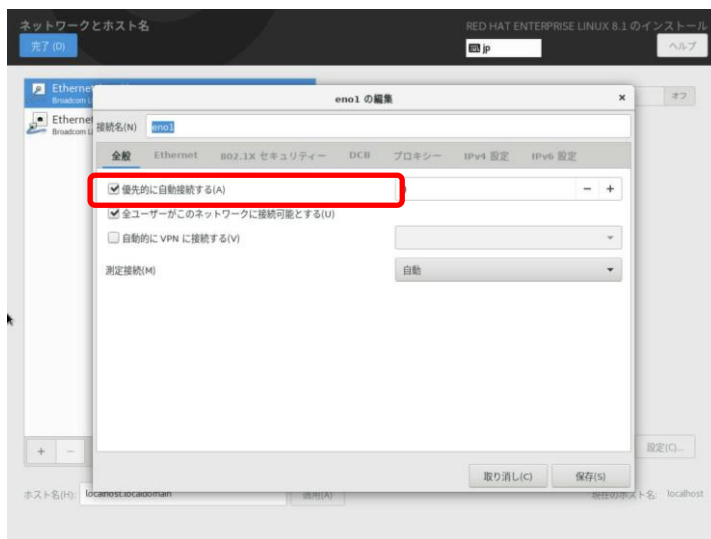 ネットワークとホスト名
RED HAT ENTERPRISE LINUX 8.1 のインストール
完了 (D)
jp
ヘルプ
Etherne
Broadcom L
オフ
Ethernet
Broadcom Li
eno1 の編集
接続名(N) eno1
全般 Ethernet 802.1X セキュリティー DCB プロキシー IPv4 設定 IPv6 設定
優先的に自動接続する(A) - +
全ユーザーがこのネットワークに接続可能とする(U)
自動的に VPN に接続する(V)
測定接続(M) 自動
+ -
設定(C)...
取り消し(C) 保存(S)
ホスト名(H): localhost.localdomain 適用(A) 現在のホスト名: localhost